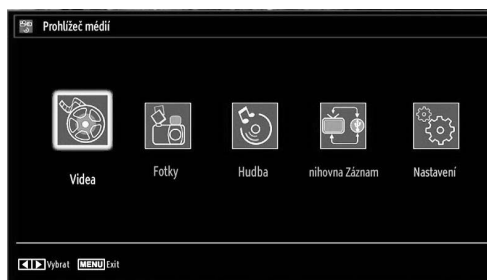 Prohlížeč médií
Videa Fotky Hudba nihovna Záznam Nastavení
Vybrat MENU Exit